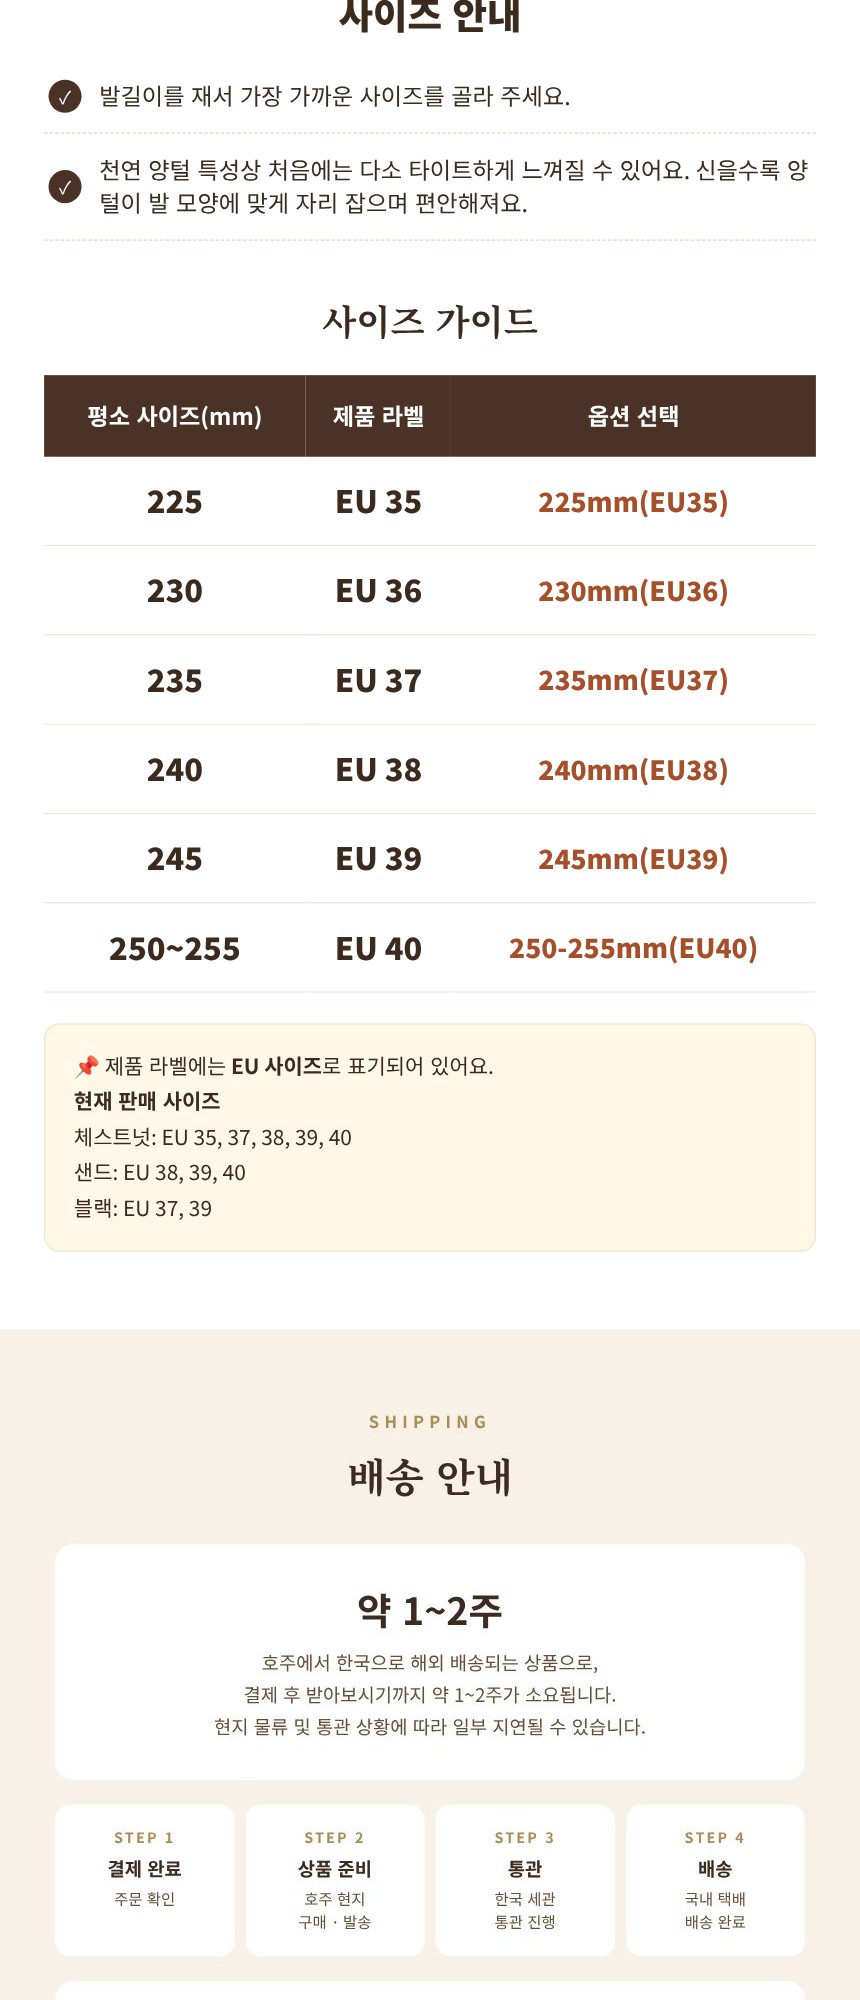 사이즈 안내
✓ 발길이를 재서 가장 가까운 사이즈를 골라 주세요.
✓ 천연 양털 특성상 처음에는 다소 타이트하게 느껴질 수 있어요. 신을수록 양
털이 발 모양에 맞게 자리 잡으며 편안해져요.
사이즈 가이드
평소 사이즈(mm) 제품 라벨 옵션 선택
225 EU 35 225mm(EU35)
230 EU 36 230mm(EU36)
235 EU 37 235mm(EU37)
240 EU 38 240mm(EU38)
245 EU 39 245mm(EU39)
250~255 EU 40 250-255mm(EU40)
📌 제품 라벨에는 EU 사이즈로 표기되어 있어요.
현재 판매 사이즈
체스트넛: EU 35, 37, 38, 39, 40
샌드: EU 38, 39, 40
블랙: EU 37, 39
SHIPPING
배송 안내
약 1~2주
호주에서 한국으로 해외 배송되는 상품으로,
결제 후 받아보시기까지 약 1~2주가 소요됩니다.
현지 물류 및 통관 상황에 따라 일부 지연될 수 있습니다.
STEP 1
결제 완료
주문 확인
STEP 2
상품 준비
호주 현지
구매 · 발송
STEP 3
통관
한국 세관
통관 진행
STEP 4
배송
국내 택배
배송 완료